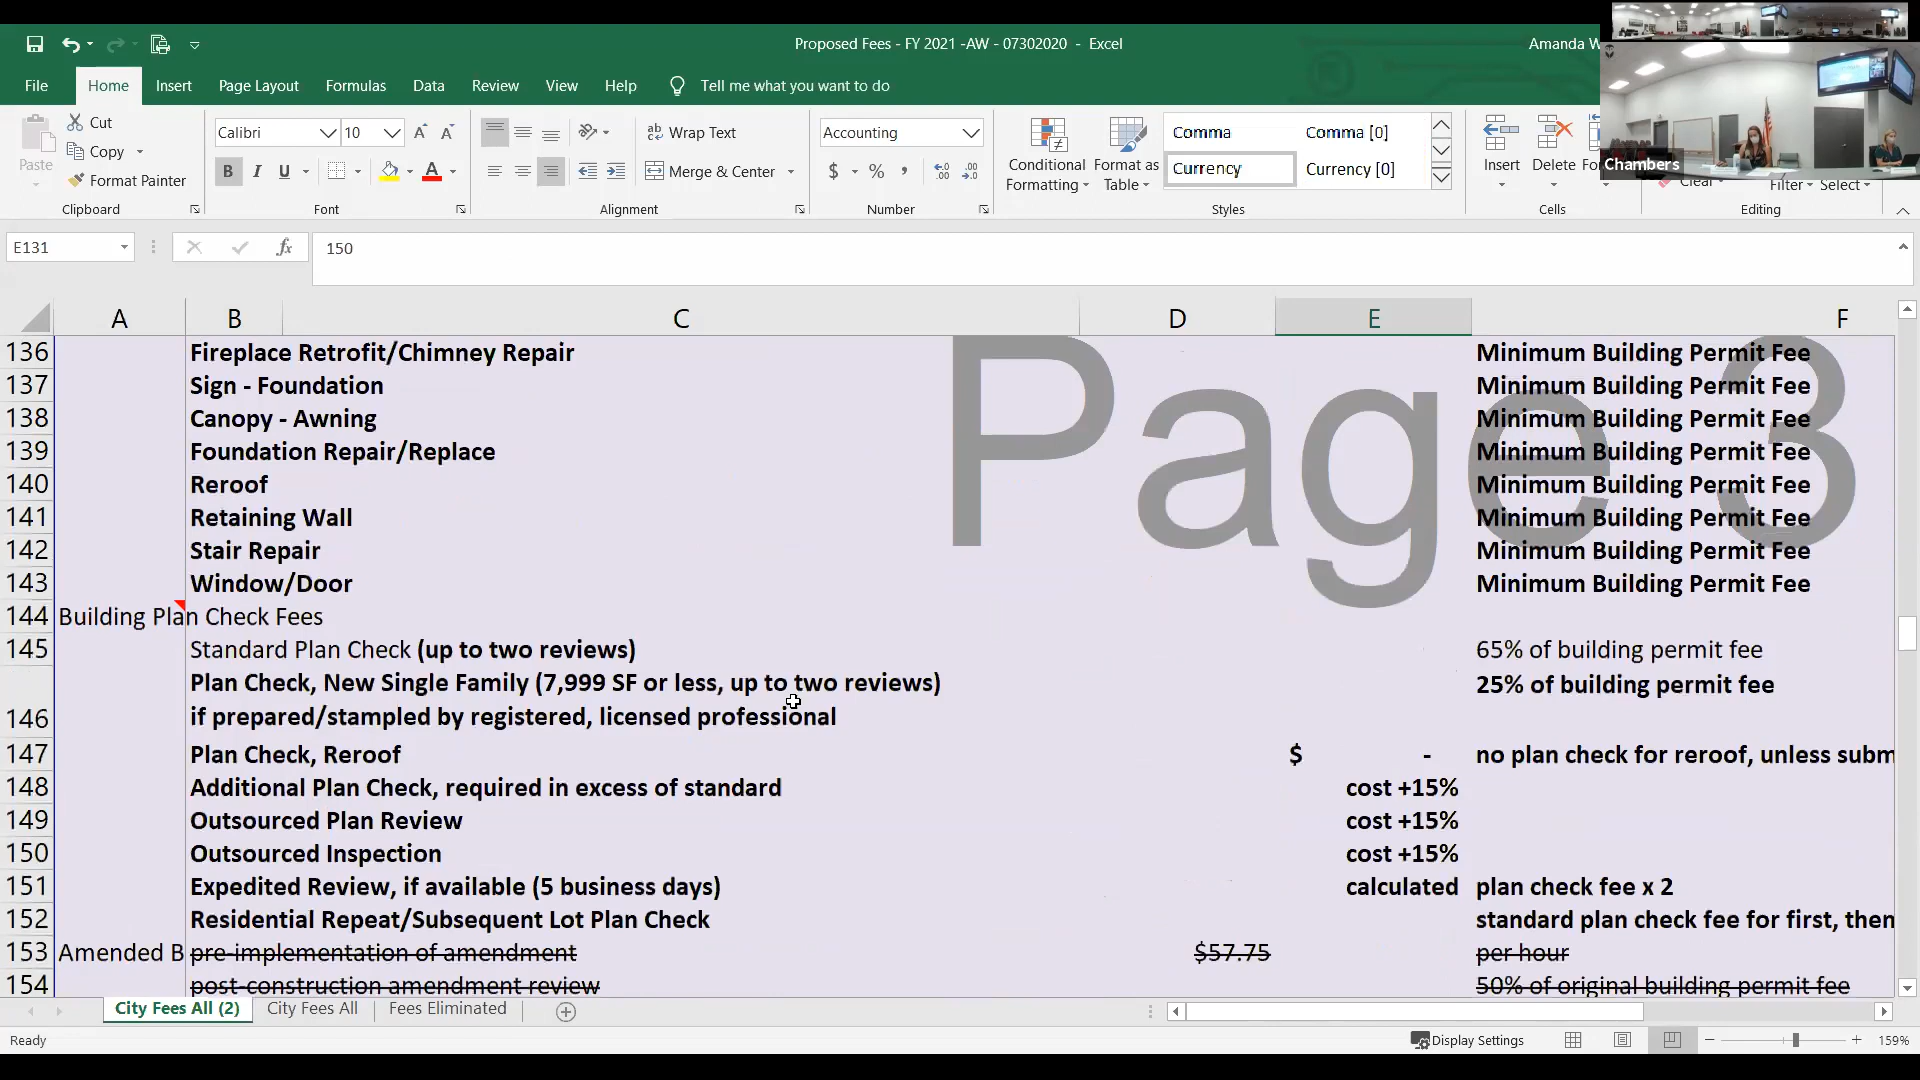 Proposed Fees - FY 2021 -AW - 07302020 - Excel
Amanda W
File Home Insert Page Layout Formulas Data Review View Help Tell me what you want to do
Paste
Cut
Copy
Format Painter
Clipboard
Calibri 10
B I U
Font
Wrap Text
Merge & Center
Alignment
Accounting
$ % ,
Number
Conditional Formatting
Format as Table
Comma Comma [0]
Currency Currency [0]
Styles
Insert Delete
Cells
Clear
Filter Select
Editing
Chambers
E131 fx 150
A B C D E F
Page 3
136 Fireplace Retrofit/Chimney Repair Minimum Building Permit Fee
137 Sign - Foundation Minimum Building Permit Fee
138 Canopy - Awning Minimum Building Permit Fee
139 Foundation Repair/Replace Minimum Building Permit Fee
140 Reroof Minimum Building Permit Fee
141 Retaining Wall Minimum Building Permit Fee
142 Stair Repair Minimum Building Permit Fee
143 Window/Door Minimum Building Permit Fee
144 Building Plan Check Fees
145 Standard Plan Check (up to two reviews) 65% of building permit fee
Plan Check, New Single Family (7,999 SF or less, up to two reviews) 25% of building permit fee
146 if prepared/stampled by registered, licensed professional
147 Plan Check, Reroof $ - no plan check for reroof, unless subm
148 Additional Plan Check, required in excess of standard cost +15%
149 Outsourced Plan Review cost +15%
150 Outsourced Inspection cost +15%
151 Expedited Review, if available (5 business days) calculated plan check fee x 2
152 Residential Repeat/Subsequent Lot Plan Check standard plan check fee for first, then
153 Amended B pre-implementation of amendment $57.75 per hour
154 post-construction amendment review 50% of original building permit fee
City Fees All (2) City Fees All Fees Eliminated
Ready Display Settings 159%